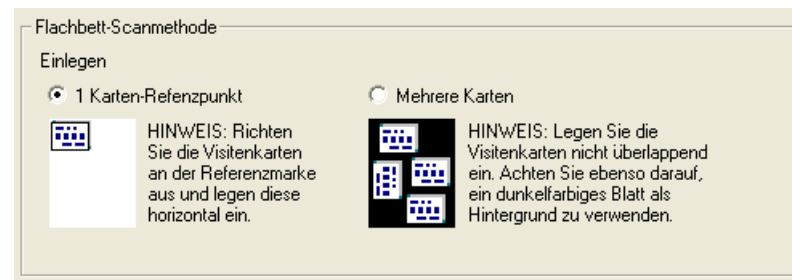 Flachbett-Scanmethode
Einlegen
1 Karten-Refenzpunkt
HINWEIS: Richten
Sie die Visitenkarten
an der Referenzmarke
aus und legen diese
horizontal ein.
Mehrere Karten
HINWEIS: Legen Sie die
Visitenkarten nicht überlappend
ein. Achten Sie ebenso darauf,
ein dunkelfarbiges Blatt als
Hintergrund zu verwenden.